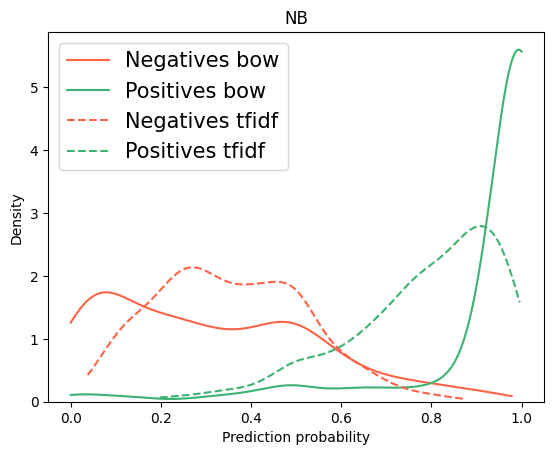 NB
Negatives bow
Positives bow
Negatives tfidf
Positives tfidf
Density
5
4
3
2
1
0
0.0 0.2 0.4 0.6 0.8 1.0
Prediction probability